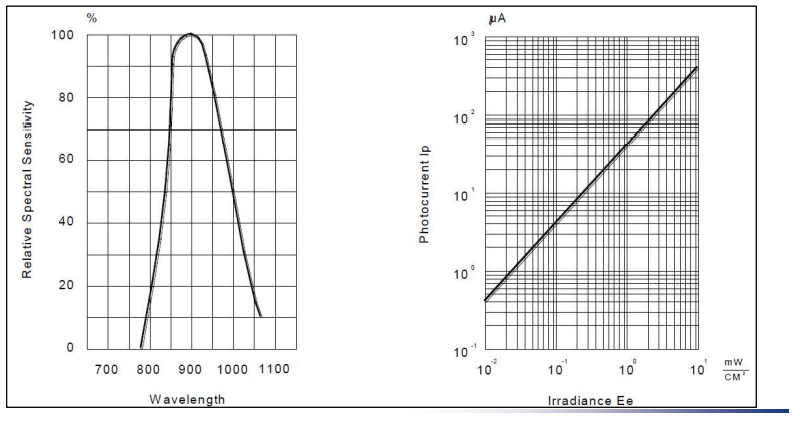 %
100
80
60
40
20
0
700 800 900 1000 1100
Relative Spectral Sensitivity
Wavelength
µA
10³
10²
10¹
10⁰
10⁻¹
10⁻² 10⁻¹ 10⁰ 10¹
mW
CM²
Photocurrent Ip
Irradiance Ee